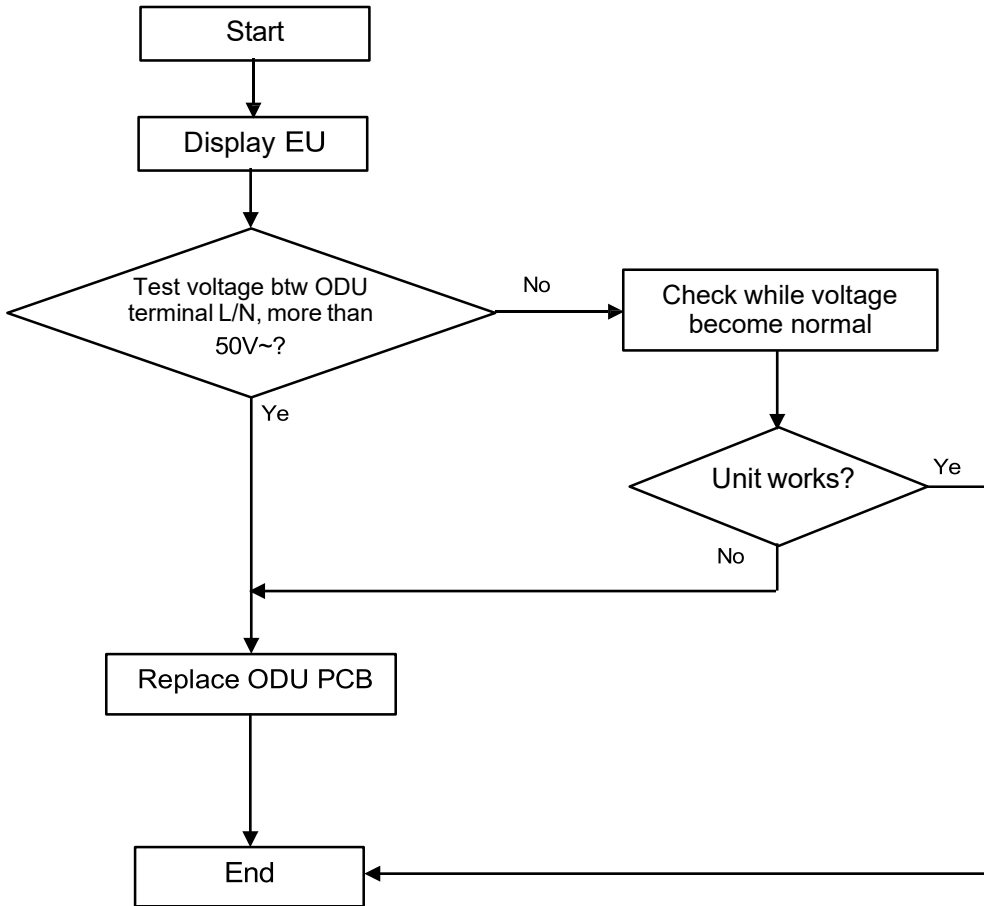 Start
Display EU
Test voltage btw ODU
terminal L/N, more than
50V~?
No
Check while voltage
become normal
Ye
Unit works?
Ye
No
Replace ODU PCB
End